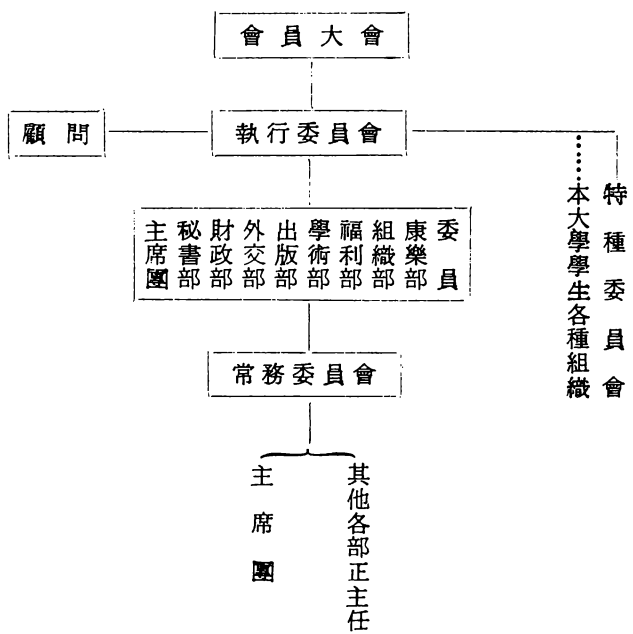 會員大會
顧問
執行委員會
特種委員會
本大學學生各種組織
主席團
秘書部
財政部
外交部
出版部
學術部
福利部
組織部
康樂部
委員
常務委員會
主席團
其他各部正主任